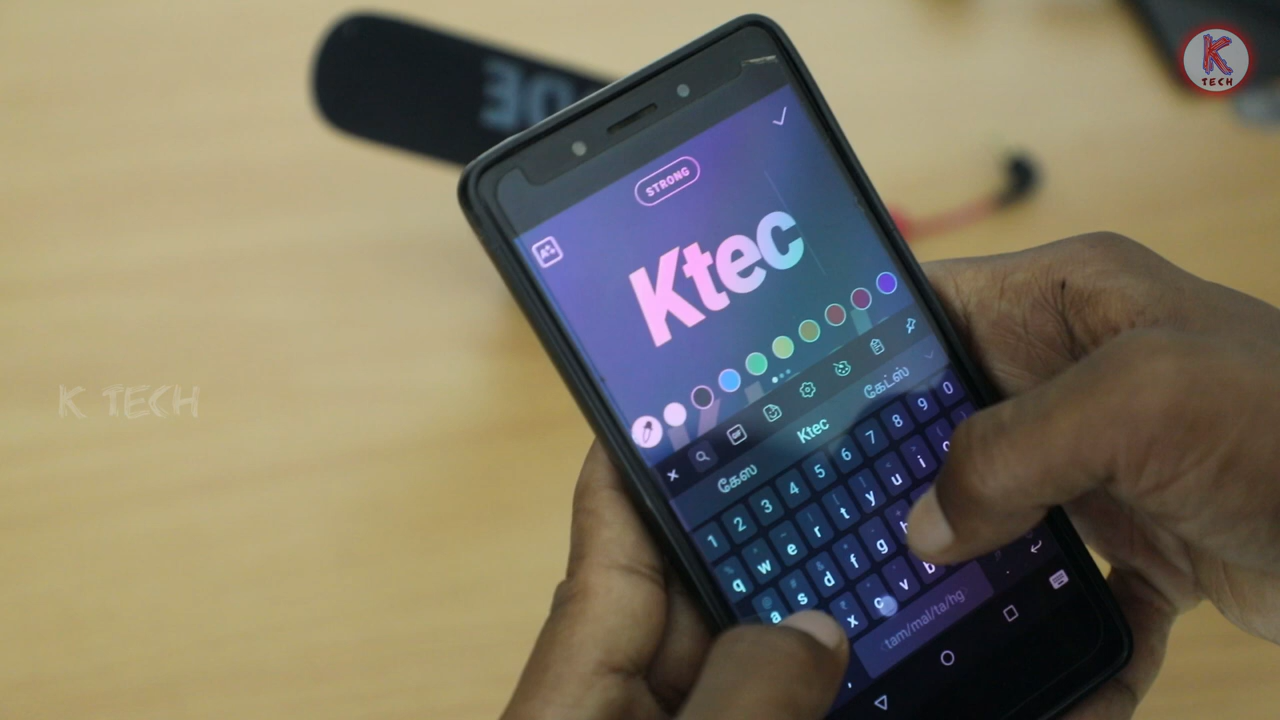 K
TECH
STRONG
Ktec
K TECH
கேஸ Ktec கேட்ஸ்
1 2 3 4 5 6 7 8 9 0
q w e r t y u i o
a s d f g h
x c v b
tam/mal/ta/hg